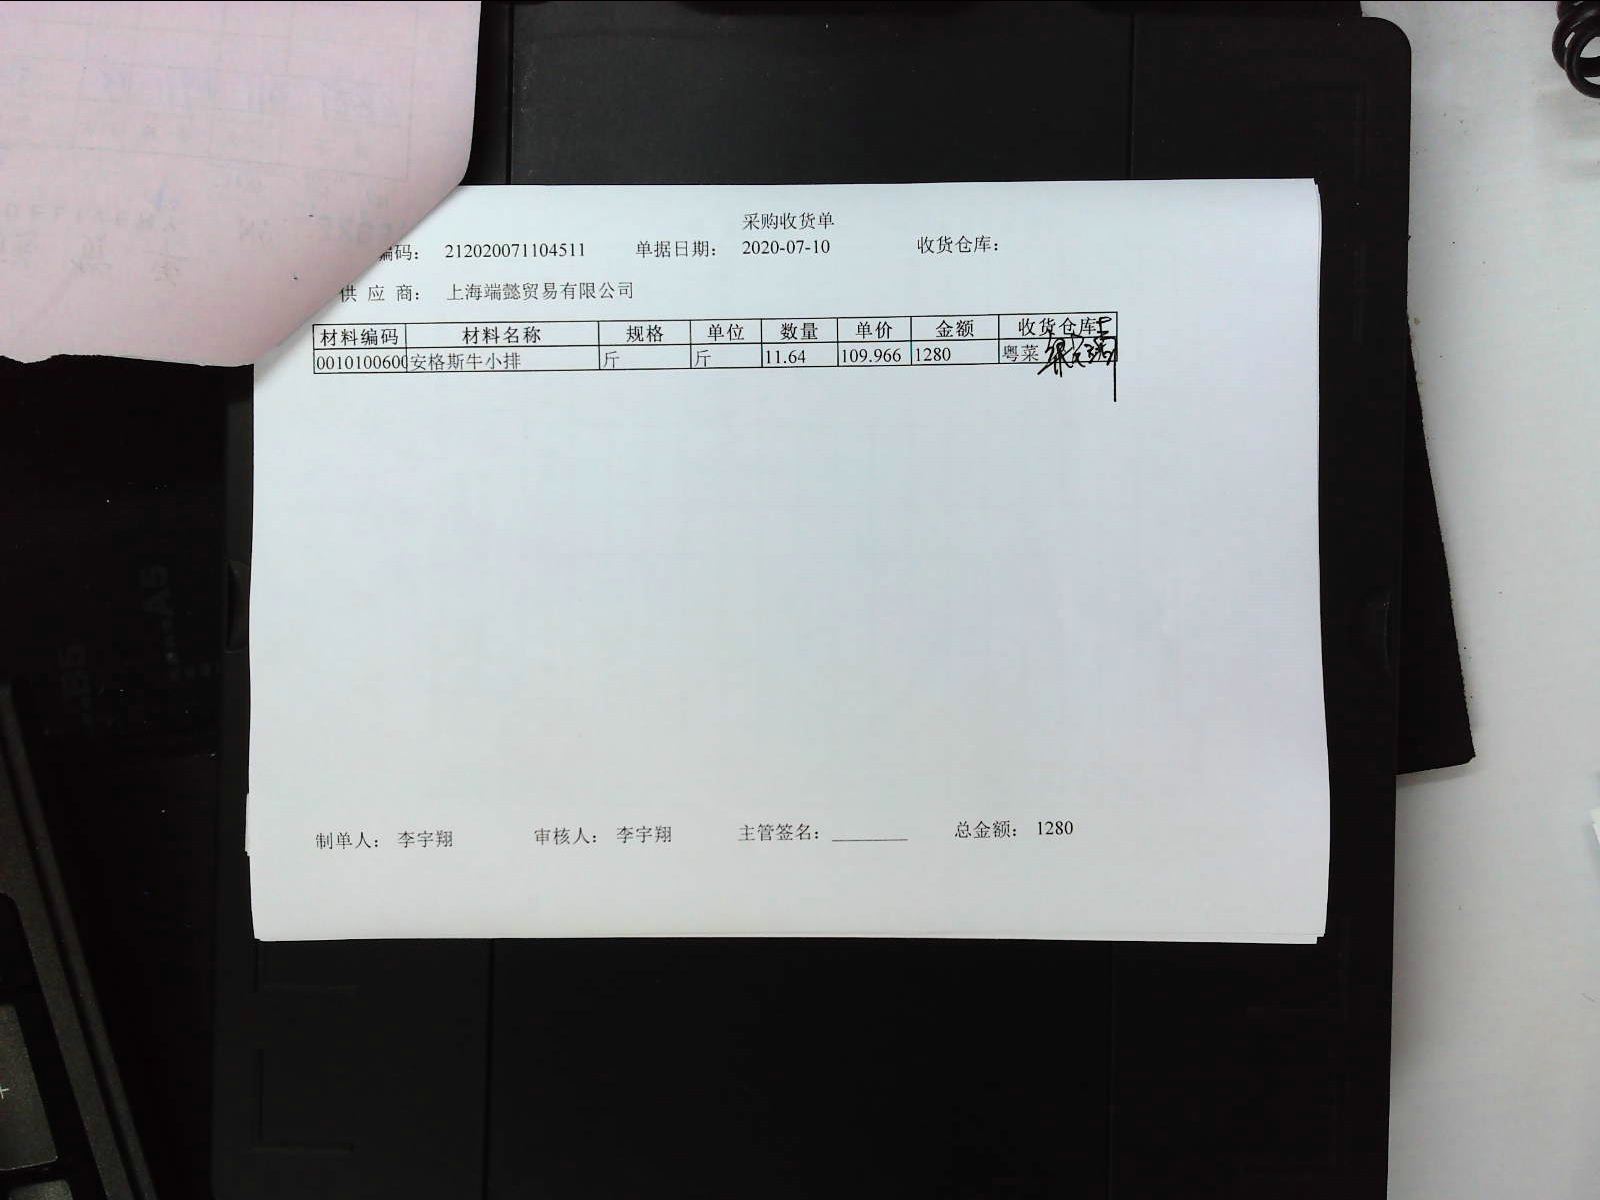 采购收货单
编码: 212020071104511 单据日期: 2020-07-10 收货仓库:
供 应 商: 上海端懿贸易有限公司
材料编码 材料名称 规格 单位 数量 单价 金额 收货仓库
0010100600 安格斯牛小排 斤 斤 11.64 109.966 1280 粤菜
制单人: 李宇翔 审核人: 李宇翔 主管签名: 总金额: 1280